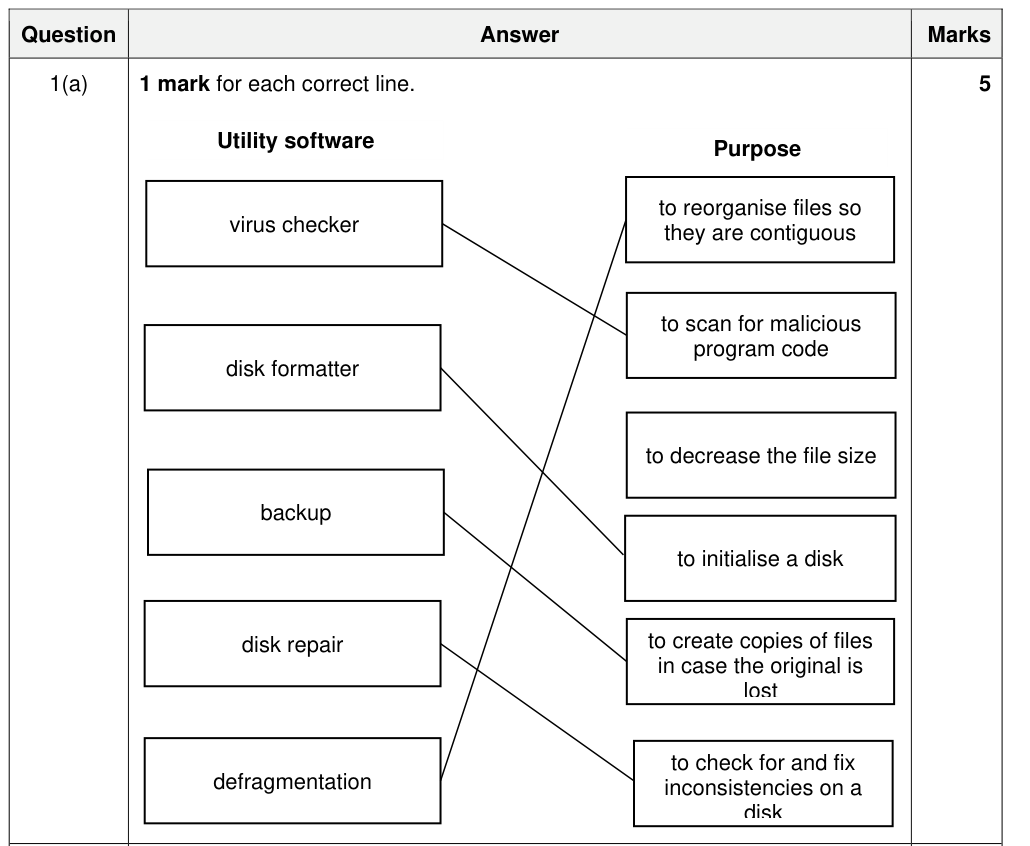 Question Answer Marks
1(a) 1 mark for each correct line. 5
Utility software
Purpose
virus checker
disk formatter
backup
disk repair
defragmentation
to reorganise files so
they are contiguous
to scan for malicious
program code
to decrease the file size
to initialise a disk
to create copies of files
in case the original is
lost
to check for and fix
inconsistencies on a
disk